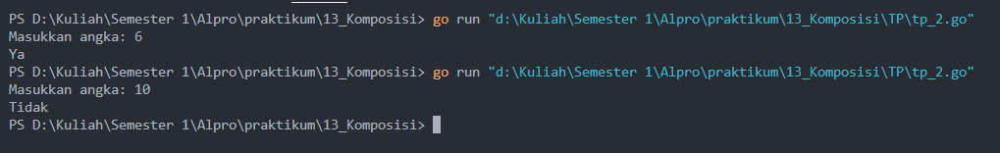 PS D:\Kuliah\Semester 1\Alpro\praktikum\13_Komposisi> go run "d:\Kuliah\Semester 1\Alpro\praktikum\13_Komposisi\TP\tp_2.go"
Masukkan angka: 6
Ya
PS D:\Kuliah\Semester 1\Alpro\praktikum\13_Komposisi> go run "d:\Kuliah\Semester 1\Alpro\praktikum\13_Komposisi\TP\tp_2.go"
Masukkan angka: 10
Tidak
PS D:\Kuliah\Semester 1\Alpro\praktikum\13_Komposisi>